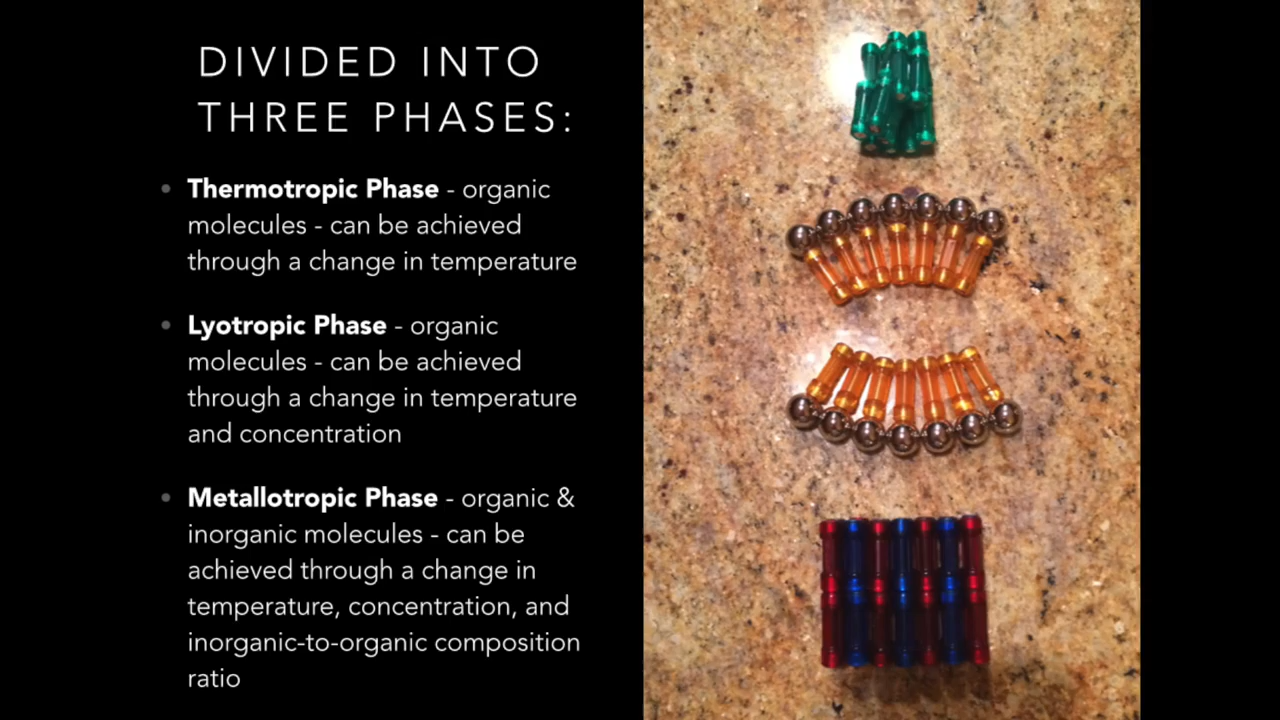 DIVIDED INTO
THREE PHASES:
• Thermotropic Phase - organic
molecules - can be achieved
through a change in temperature
• Lyotropic Phase - organic
molecules - can be achieved
through a change in temperature
and concentration
• Metallotropic Phase - organic &
inorganic molecules - can be
achieved through a change in
temperature, concentration, and
inorganic-to-organic composition
ratio